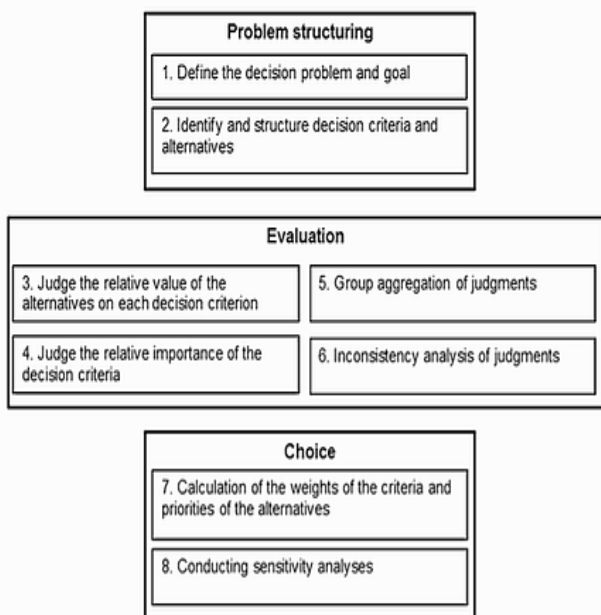 Problem structuring
1. Define the decision problem and goal
2. Identify and structure decision criteria and
alternatives
Evaluation
3. Judge the relative value of the
alternatives on each decision criterion
4. Judge the relative importance of the
decision criteria
5. Group aggregation of judgments
6. Inconsistency analysis of judgments
Choice
7. Calculation of the weights of the criteria and
priorities of the alternatives
8. Conducting sensitivity analyses